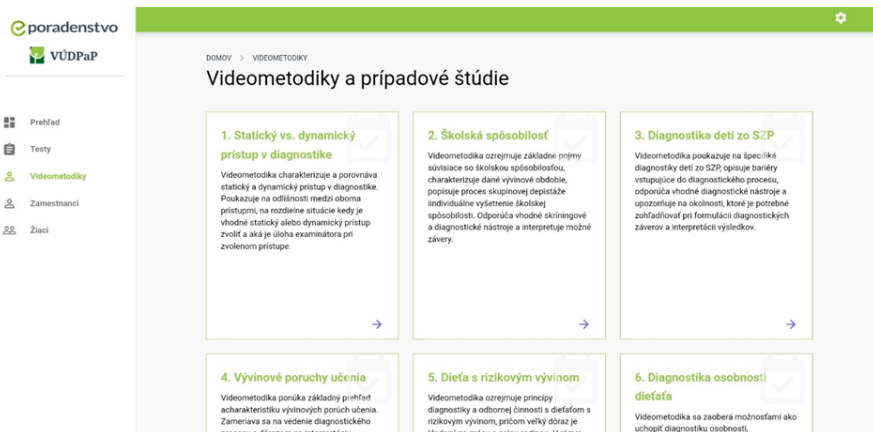 eporadenstvo
VÚDPaP
Prehľad
Testy
Videometodiky
Zamestnanci
Žiaci
DOMOV > VIDEOMETODIKY
Videometodiky a prípadové štúdie
1. Statický vs. dynamický
prístup v diagnostike
Videometodika charakterizuje a porovnáva
statický a dynamický prístup v diagnostike.
Poukazuje na odlišnosti medzi oboma
prístupmi, na rozdielne situácie kedy je
vhodné statický alebo dynamický prístup
zvoliť a aká je úloha examinátora pri
zvolenom prístupe.
2. Školská spôsobilosť
Videometodika ozrejmuje základné pojmy
súvisiace so školskou spôsobilosťou,
charakterizuje dané vývinové obdobie,
popisuje proces skupinovej depistáže
iindividuálne vyšetrenie školskej
spôsobilosti. Odporúča vhodné skríningové
a diagnostické nástroje a interpretuje možné
závery.
3. Diagnostika detí zo SZP
Videometodika poukazuje na špecifiká
diagnostiky detí zo SZP, opisuje bariéry
vstupujúce do diagnostického procesu,
odporúča vhodné diagnostické nástroje a
upozorňuje na okolnosti, ktoré je potrebné
zohľadňovať pri formulácii diagnostických
záverov a interpretácii výsledkov.
4. Vývinové poruchy učenia
Videometodika ponúka základný prehľad
acharakteristiku vývinových porúch učenia.
Zameriava sa na vedenie diagnostického
5. Dieťa s rizikovým vývinom
Videometodika ozrejmuje princípy
diagnostiky a odbornej činnosti s dieťaťom s
rizikovým vývinom, pričom veľký dôraz je
6. Diagnostika osobnosti
dieťaťa
Videometodika sa zaoberá možnosťami ako
uchopiť diagnostiku osobnosti,